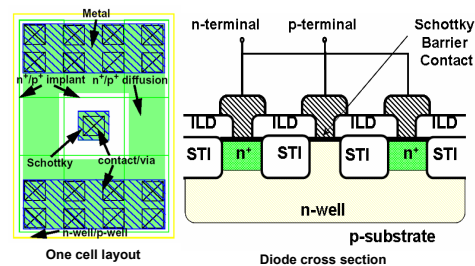 Metal
n+/p+ implant
n+/p+ diffusion
Schottky
contact/via
n-well/p-well
One cell layout
n-terminal
p-terminal
Schottky
Barrier
Contact
ILD
ILD
ILD
ILD
STI
n+
STI
STI
n+
STI
n-well
p-substrate
Diode cross section